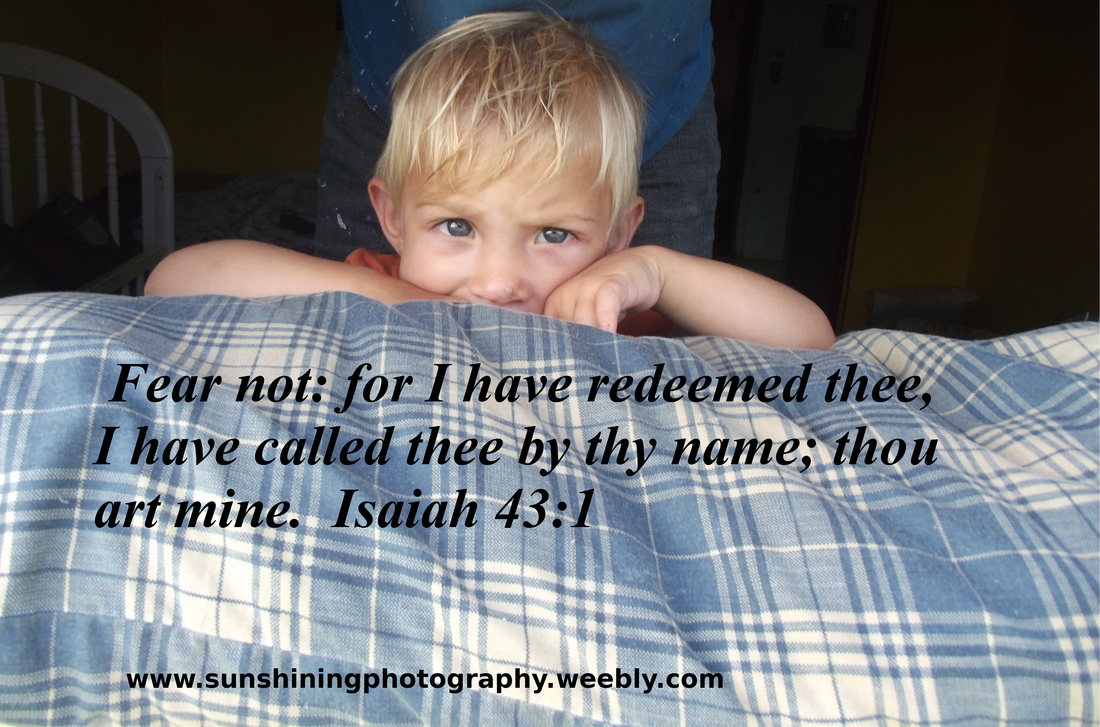 Fear not: for I have redeemed thee,
I have called thee by thy name; thou
art mine.  Isaiah 43:1
www.sunshiningphotography.weebly.com